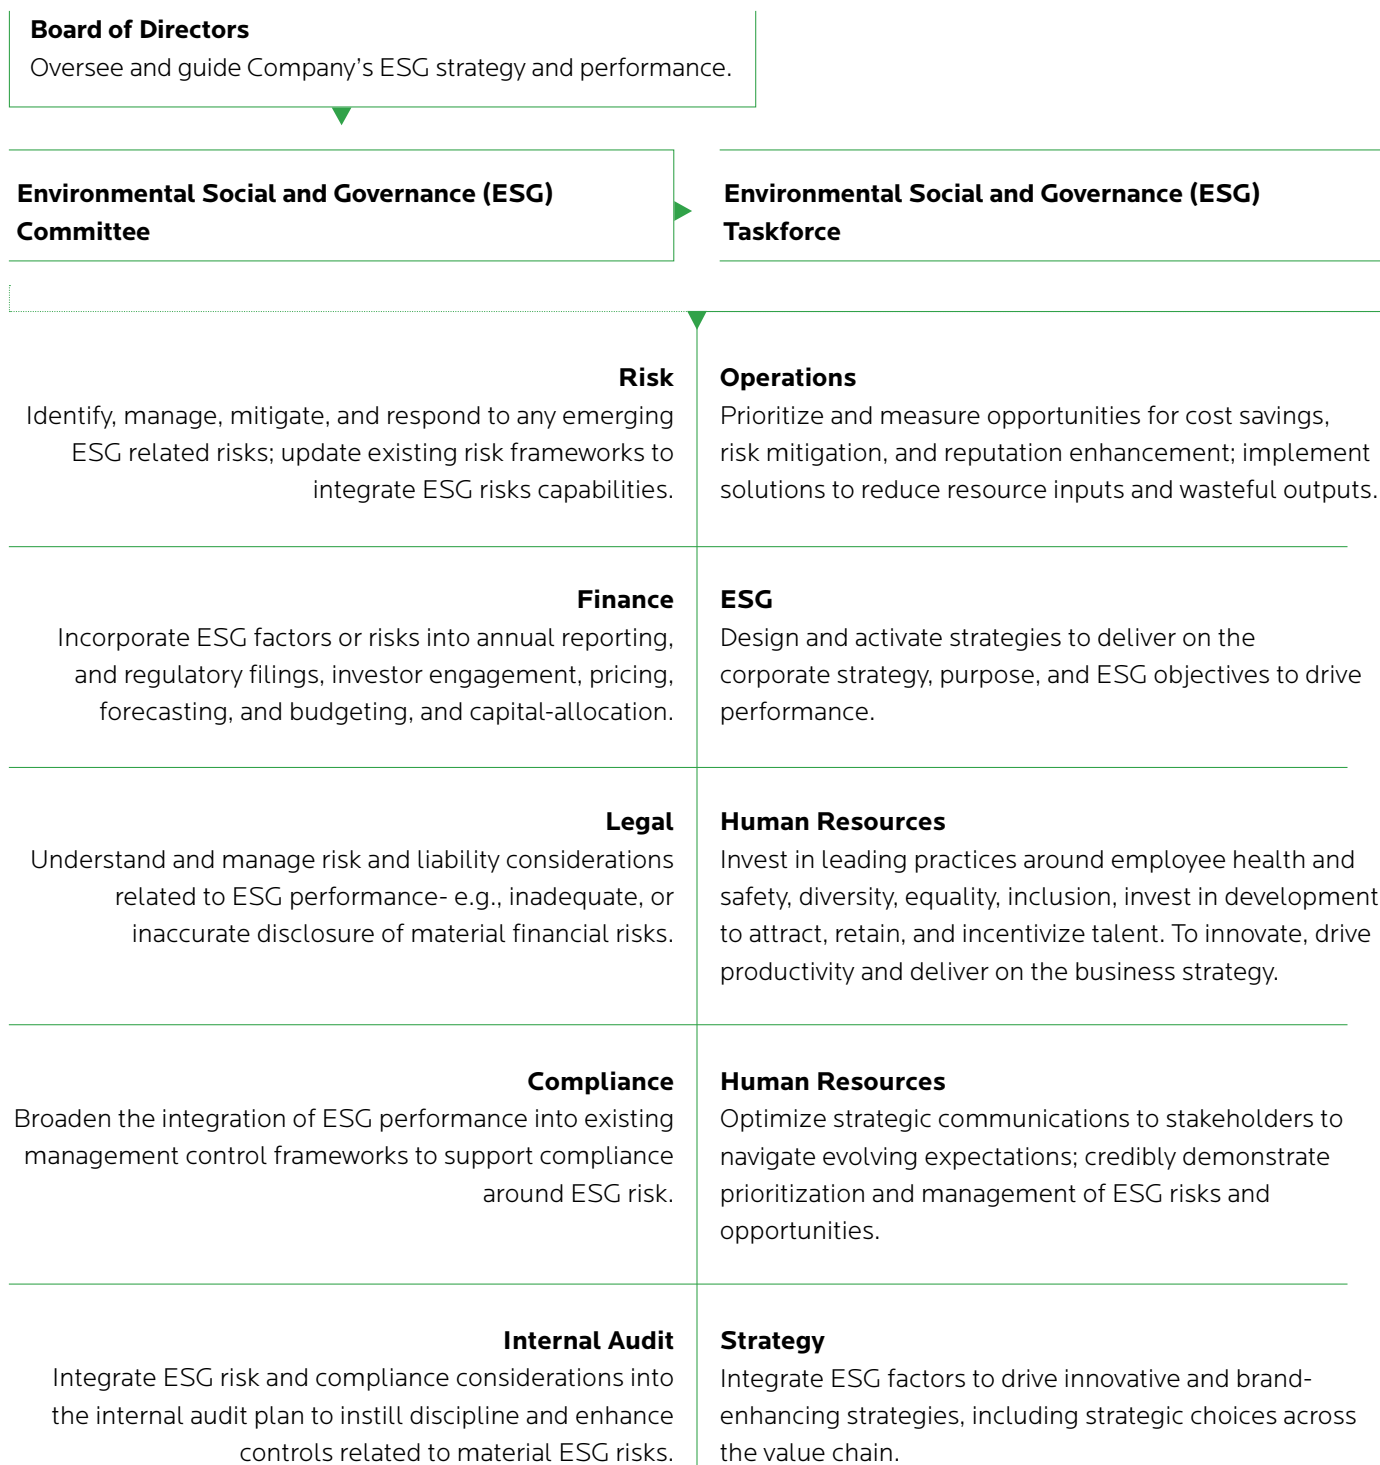 Board of Directors
Oversee and guide Company's ESG strategy and performance.
Environmental Social and Governance (ESG)
Committee
Environmental Social and Governance (ESG)
Taskforce
Risk
Identify, manage, mitigate, and respond to any emerging
ESG related risks; update existing risk frameworks to
integrate ESG risks capabilities.
Operations
Prioritize and measure opportunities for cost savings,
risk mitigation, and reputation enhancement; implement
solutions to reduce resource inputs and wasteful outputs.
Finance
Incorporate ESG factors or risks into annual reporting,
and regulatory filings, investor engagement, pricing,
forecasting, and budgeting, and capital-allocation.
ESG
Design and activate strategies to deliver on the
corporate strategy, purpose, and ESG objectives to drive
performance.
Legal
Understand and manage risk and liability considerations
related to ESG performance- e.g., inadequate, or
inaccurate disclosure of material financial risks.
Human Resources
Invest in leading practices around employee health and
safety, diversity, equality, inclusion, invest in development
to attract, retain, and incentivize talent. To innovate, drive
productivity and deliver on the business strategy.
Compliance
Broaden the integration of ESG performance into existing
management control frameworks to support compliance
around ESG risk.
Human Resources
Optimize strategic communications to stakeholders to
navigate evolving expectations; credibly demonstrate
prioritization and management of ESG risks and
opportunities.
Internal Audit
Integrate ESG risk and compliance considerations into
the internal audit plan to instill discipline and enhance
controls related to material ESG risks.
Strategy
Integrate ESG factors to drive innovative and brand-
enhancing strategies, including strategic choices across
the value chain.